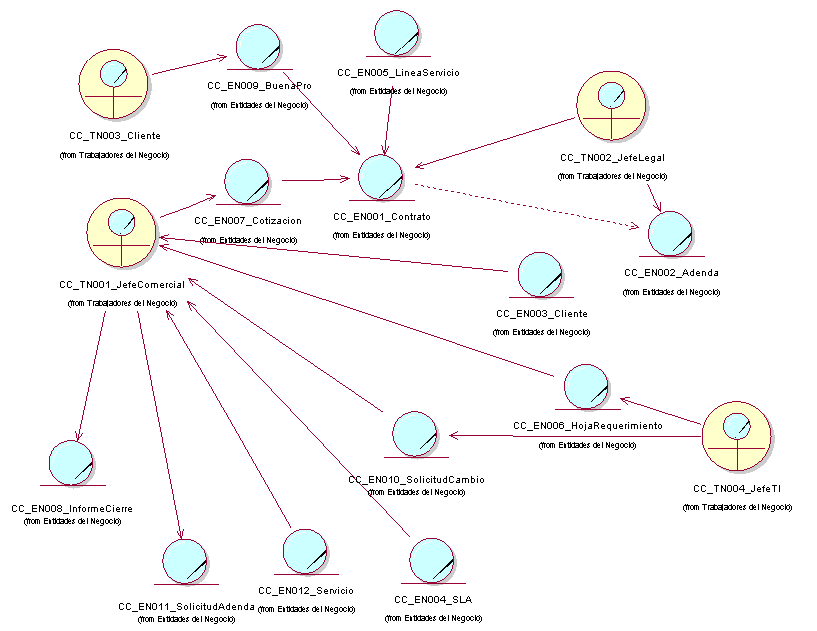 CC_EN005_LineaServicio
(from Entidades del Negocio)
CC_EN009_BuenaPro
(from Entidades del Negocio)
CC_TN003_Cliente
(from Trabajadores del Negocio)
CC_TN002_JefeLegal
(from Trabajadores del Negocio)
CC_EN007_Cotizacion
(from Entidades del Negocio)
CC_EN001_Contrato
(from Entidades del Negocio)
CC_EN002_Adenda
(from Entidades del Negocio)
CC_TN001_JefeComercial
(from Trabajadores del Negocio)
CC_EN003_Cliente
(from Entidades del Negocio)
CC_EN006_HojaRequerimiento
(from Entidades del Negocio)
CC_EN010_SolicitudCambio
(from Entidades del Negocio)
CC_TN004_JefeTI
(from Trabajadores del Negocio)
CC_EN008_InformeCierre
(from Entidades del Negocio)
CC_EN011_SolicitudAdenda
(from Entidades del Negocio)
CC_EN012_Servicio
(from Entidades del Negocio)
CC_EN004_SLA
(from Entidades del Negocio)